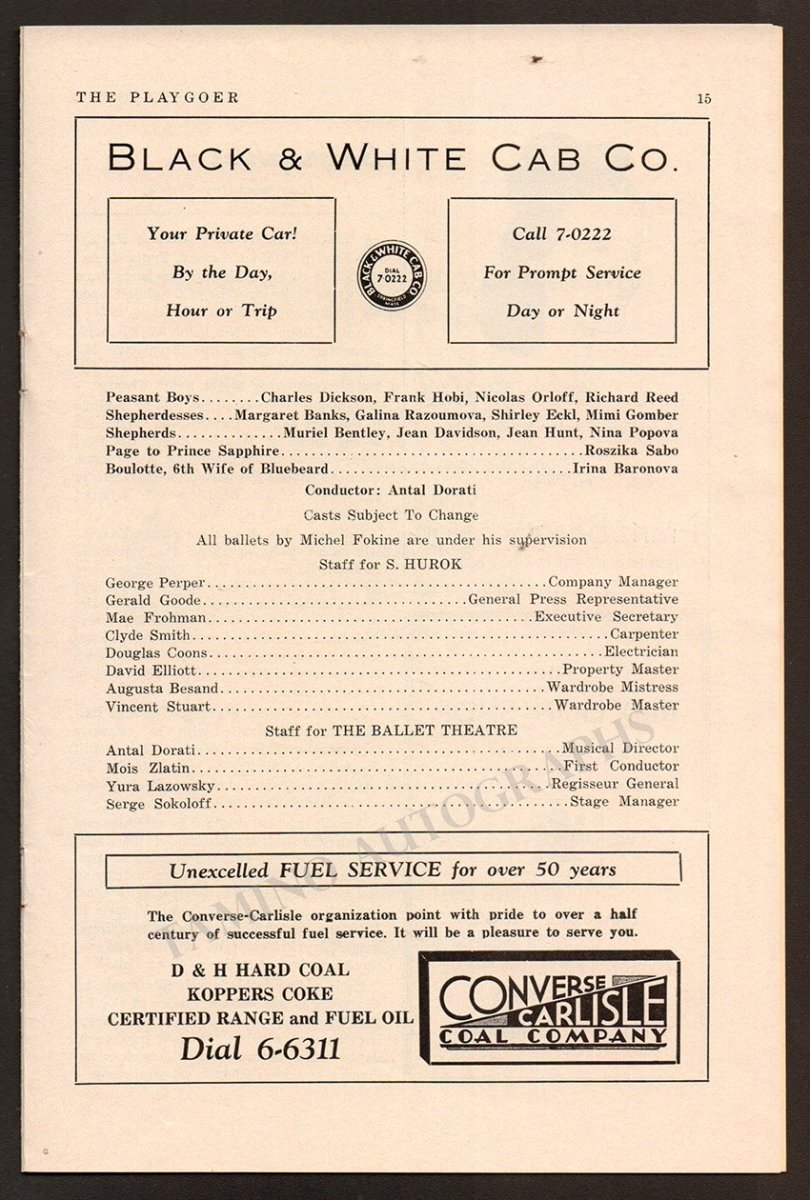 THE PLAYGOER 15
BLACK & WHITE CAB CO.
Your Private Car!
By the Day,
Hour or Trip
BLACK & WHITE CAB CO
DIAL
7-0222
SPRINGFIELD
MASS
Call 7-0222
For Prompt Service
Day or Night
Peasant Boys........Charles Dickson, Frank Hobi, Nicolas Orloff, Richard Reed
Shepherdesses....Margaret Banks, Galina Razoumova, Shirley Eckl, Mimi Gomber
Shepherds.............Muriel Bentley, Jean Davidson, Jean Hunt, Nina Popova
Page to Prince Sapphire........................................Roszika Sabo
Boulotte, 6th Wife of Bluebeard................................Irina Baronova
Conductor: Antal Dorati
Casts Subject To Change
All ballets by Michel Fokine are under his supervision
Staff for S. HUROK
George Perper.............................................Company Manager
Gerald Goode...................................General Press Representative
Mae Frohman...........................................Executive Secretary
Clyde Smith.......................................................Carpenter
Douglas Coons....................................................Electrician
David Elliott................................................Property Master
Augusta Besand...........................................Wardrobe Mistress
Vincent Stuart.............................................Wardrobe Master
Staff for THE BALLET THEATRE
Antal Dorati................................................Musical Director
Mois Zlatin..................................................First Conductor
Yura Lazowsky............................................Regisseur General
Serge Sokoloff...............................................Stage Manager
TAMINO AUTOGRAPHS
Unexcelled FUEL SERVICE for over 50 years
The Converse-Carlisle organization point with pride to over a half
century of successful fuel service. It will be a pleasure to serve you.
D & H HARD COAL
KOPPERS COKE
CERTIFIED RANGE and FUEL OIL
Dial 6-6311
CONVERSE
CARLISLE
COAL COMPANY